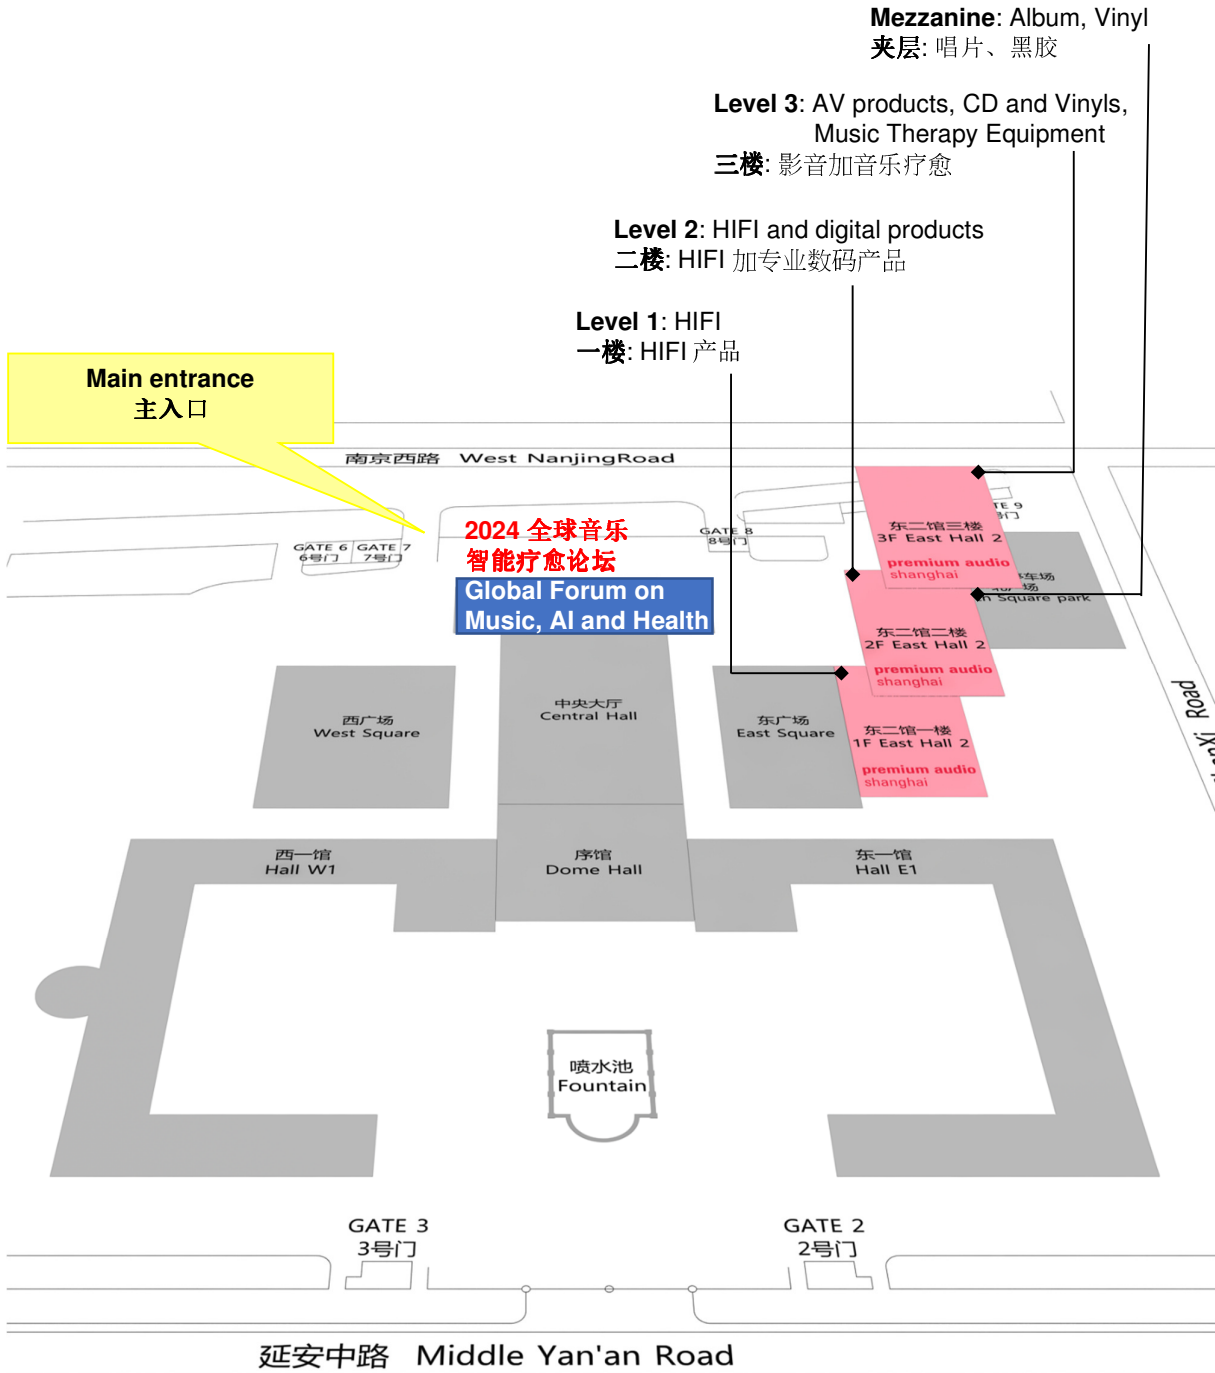 Mezzanine: Album, Vinyl
夹层: 唱片、黑胶
Level 3: AV products, CD and Vinyls,
Music Therapy Equipment
三楼: 影音加音乐疗愈
Level 2: HIFI and digital products
二楼: HIFI 加专业数码产品
Level 1: HIFI
一楼: HIFI 产品
Main entrance
主入口
南京西路 West NanjingRoad
GATE 6
6号门
GATE 7
7号门
2024 全球音乐
智能疗愈论坛
Global Forum on
Music, AI and Health
GATE 8
8号门
TE 9
号门
东二馆三楼
3F East Hall 2
premium audio
shanghai
车场
场
Square park
东二馆二楼
2F East Hall 2
premium audio
shanghai
东二馆一楼
1F East Hall 2
premium audio
shanghai
Road
西广场
West Square
中央大厅
Central Hall
东广场
East Square
西一馆
Hall W1
序馆
Dome Hall
东一馆
Hall E1
喷水池
Fountain
GATE 3
3号门
GATE 2
2号门
延安中路 Middle Yan'an Road